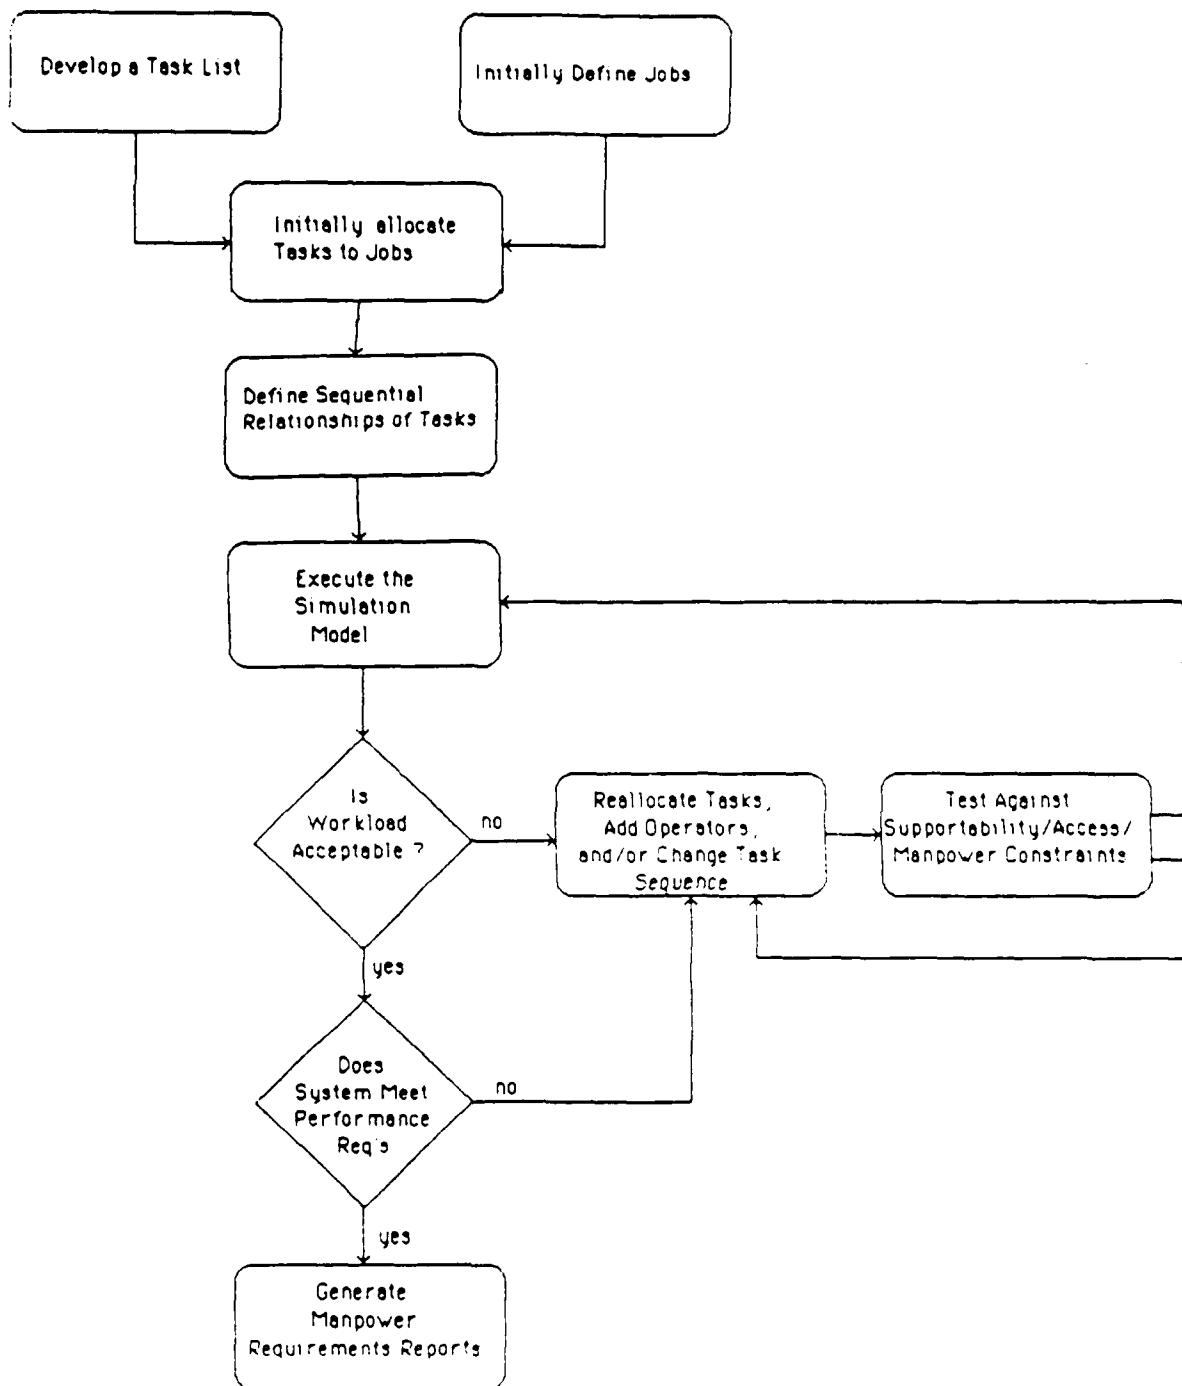 Develop a Task List
Initially Define Jobs
Initially allocate
Tasks to Jobs
Define Sequential
Relationships of Tasks
Execute the
Simulation
Model
Is
Workload
Acceptable ?
no
Reallocate Tasks,
Add Operators,
and/or Change Task
Sequence
Test Against
Supportability/Access/
Manpower Constraints
yes
Does
System Meet
Performance
Req's
no
yes
Generate
Manpower
Requirements Reports